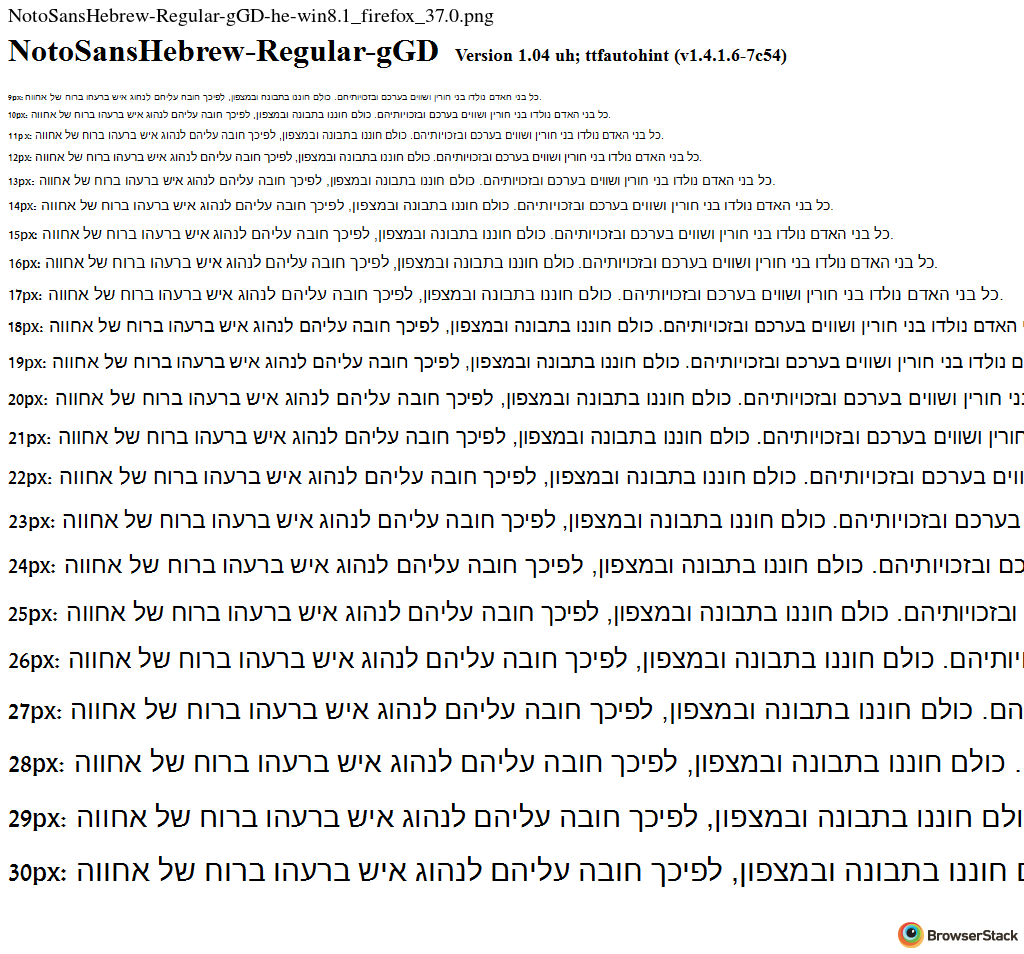 NotoSansHebrew-Regular-gGD-he-win8.1_firefox_37.0.png
NotoSansHebrew-Regular-gGD Version 1.04 uh; ttfautohint (v1.4.1.6-7c54)
9px: כל בני האדם נולדו בני חורין ושווים בערכם ובזכויותיהם. כולם חוננו בתבונה ובמצפון, לפיכך חובה עליהם לנהוג איש ברעהו ברוח של אחווה.
10px: כל בני האדם נולדו בני חורין ושווים בערכם ובזכויותיהם. כולם חוננו בתבונה ובמצפון, לפיכך חובה עליהם לנהוג איש ברעהו ברוח של אחווה.
11px: כל בני האדם נולדו בני חורין ושווים בערכם ובזכויותיהם. כולם חוננו בתבונה ובמצפון, לפיכך חובה עליהם לנהוג איש ברעהו ברוח של אחווה.
12px: כל בני האדם נולדו בני חורין ושווים בערכם ובזכויותיהם. כולם חוננו בתבונה ובמצפון, לפיכך חובה עליהם לנהוג איש ברעהו ברוח של אחווה.
13px: כל בני האדם נולדו בני חורין ושווים בערכם ובזכויותיהם. כולם חוננו בתבונה ובמצפון, לפיכך חובה עליהם לנהוג איש ברעהו ברוח של אחווה.
14px: כל בני האדם נולדו בני חורין ושווים בערכם ובזכויותיהם. כולם חוננו בתבונה ובמצפון, לפיכך חובה עליהם לנהוג איש ברעהו ברוח של אחווה.
15px: כל בני האדם נולדו בני חורין ושווים בערכם ובזכויותיהם. כולם חוננו בתבונה ובמצפון, לפיכך חובה עליהם לנהוג איש ברעהו ברוח של אחווה.
16px: כל בני האדם נולדו בני חורין ושווים בערכם ובזכויותיהם. כולם חוננו בתבונה ובמצפון, לפיכך חובה עליהם לנהוג איש ברעהו ברוח של אחווה.
17px: כל בני האדם נולדו בני חורין ושווים בערכם ובזכויותיהם. כולם חוננו בתבונה ובמצפון, לפיכך חובה עליהם לנהוג איש ברעהו ברוח של אחווה.
18px: האדם נולדו בני חורין ושווים בערכם ובזכויותיהם. כולם חוננו בתבונה ובמצפון, לפיכך חובה עליהם לנהוג איש ברעהו ברוח של אחווה
19px: נולדו בני חורין ושווים בערכם ובזכויותיהם. כולם חוננו בתבונה ובמצפון, לפיכך חובה עליהם לנהוג איש ברעהו ברוח של אחווה
20px: חורין ושווים בערכם ובזכויותיהם. כולם חוננו בתבונה ובמצפון, לפיכך חובה עליהם לנהוג איש ברעהו ברוח של אחווה
21px: חורין ושווים בערכם ובזכויותיהם. כולם חוננו בתבונה ובמצפון, לפיכך חובה עליהם לנהוג איש ברעהו ברוח של אחווה
22px: בערכם ובזכויותיהם. כולם חוננו בתבונה ובמצפון, לפיכך חובה עליהם לנהוג איש ברעהו ברוח של אחווה
23px: בערכם ובזכויותיהם. כולם חוננו בתבונה ובמצפון, לפיכך חובה עליהם לנהוג איש ברעהו ברוח של אחווה
24px: ובזכויותיהם. כולם חוננו בתבונה ובמצפון, לפיכך חובה עליהם לנהוג איש ברעהו ברוח של אחווה
25px: ובזכויותיהם. כולם חוננו בתבונה ובמצפון, לפיכך חובה עליהם לנהוג איש ברעהו ברוח של אחווה
26px: יותיהם. כולם חוננו בתבונה ובמצפון, לפיכך חובה עליהם לנהוג איש ברעהו ברוח של אחווה
27px: הם. כולם חוננו בתבונה ובמצפון, לפיכך חובה עליהם לנהוג איש ברעהו ברוח של אחווה
28px: . כולם חוננו בתבונה ובמצפון, לפיכך חובה עליהם לנהוג איש ברעהו ברוח של אחווה
29px: ולם חוננו בתבונה ובמצפון, לפיכך חובה עליהם לנהוג איש ברעהו ברוח של אחווה
30px: חוננו בתבונה ובמצפון, לפיכך חובה עליהם לנהוג איש ברעהו ברוח של אחווה
BrowserStack